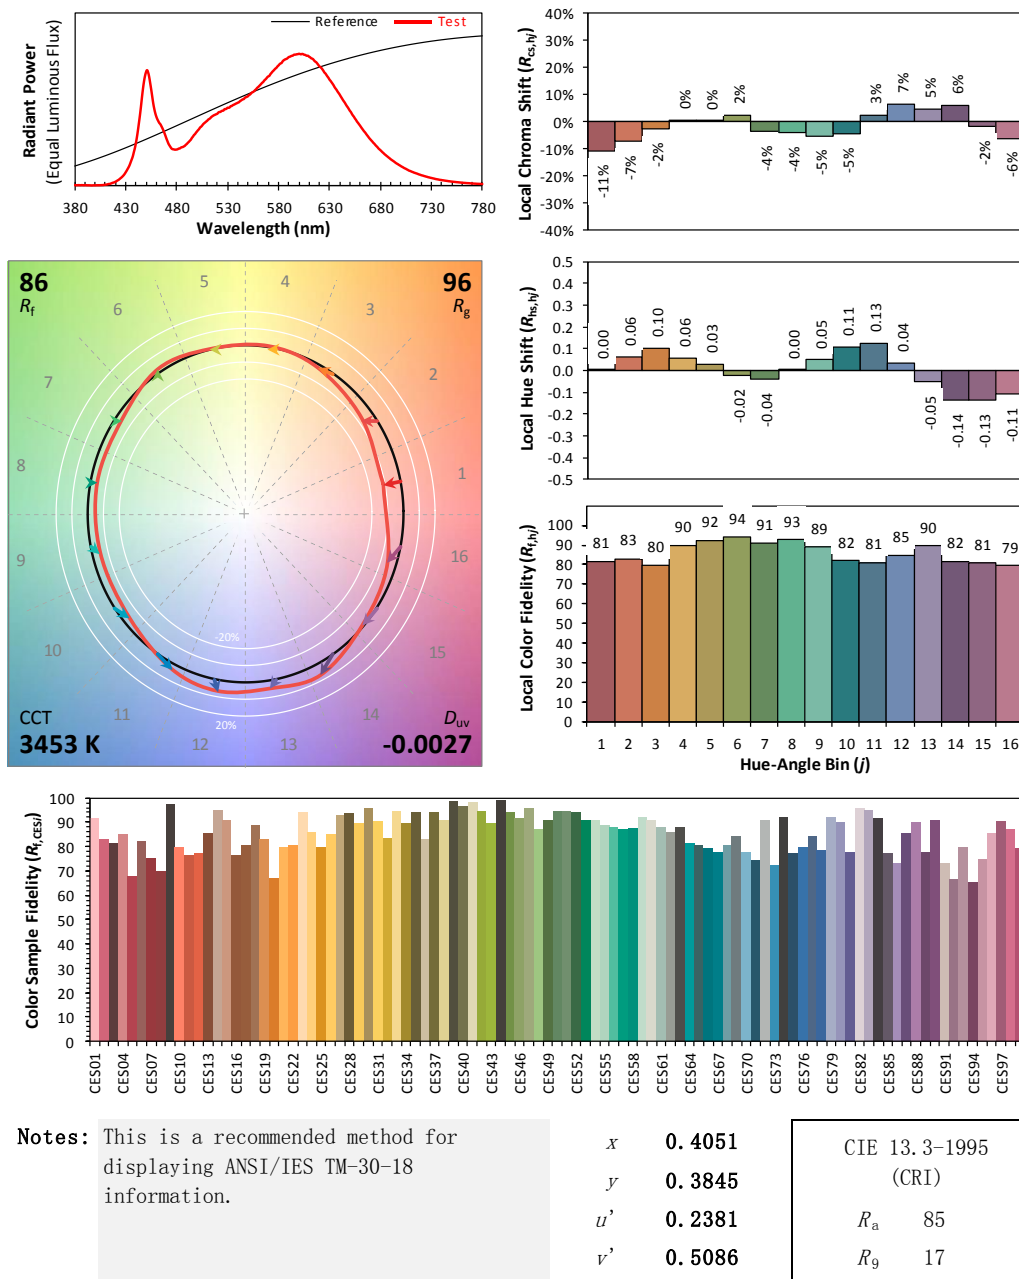 Reference
Test
Radiant Power
(Equal Luminous Flux)
380 430 480 530 580 630 680 730 780
Wavelength (nm)
Local Chroma Shift (Rcs,hj)
40%
30%
20%
10%
0%
-10%
-20%
-30%
-40%
-11% -7% -2% 0% 0% 2% -4% -4% -5% -5% 3% 7% 5% 6% -2% -6%
86
Rf
96
Rg
1
2
3
4
5
6
7
8
9
10
11
12
13
14
15
16
-20%
20%
CCT
3453 K
Duv
-0.0027
Local Hue Shift (Rhs,hj)
0.5
0.4
0.3
0.2
0.1
0.0
-0.1
-0.2
-0.3
-0.4
-0.5
0.00 0.06 0.10 0.06 0.03 -0.02 -0.04 0.00 0.05 0.11 0.13 0.04 -0.05 -0.14 -0.13 -0.11
Local Color Fidelity (Rf,hj)
100
90
80
70
60
50
40
30
20
10
0
81 83 80 90 92 94 91 93 89 82 81 85 90 82 81 79
1 2 3 4 5 6 7 8 9 10 11 12 13 14 15 16
Hue-Angle Bin (j)
Color Sample Fidelity (Rf,CESi)
100
90
80
70
60
50
40
30
20
10
0
CES01 CES04 CES07 CES10 CES13 CES16 CES19 CES22 CES25 CES28 CES31 CES34 CES37 CES40 CES43 CES46 CES49 CES52 CES55 CES58 CES61 CES64 CES67 CES70 CES73 CES76 CES79 CES82 CES85 CES88 CES91 CES94 CES97
Notes: This is a recommended method for
displaying ANSI/IES TM-30-18
information.
x 0.4051
y 0.3845
u' 0.2381
v' 0.5086
CIE 13.3-1995
(CRI)
Ra 85
R9 17